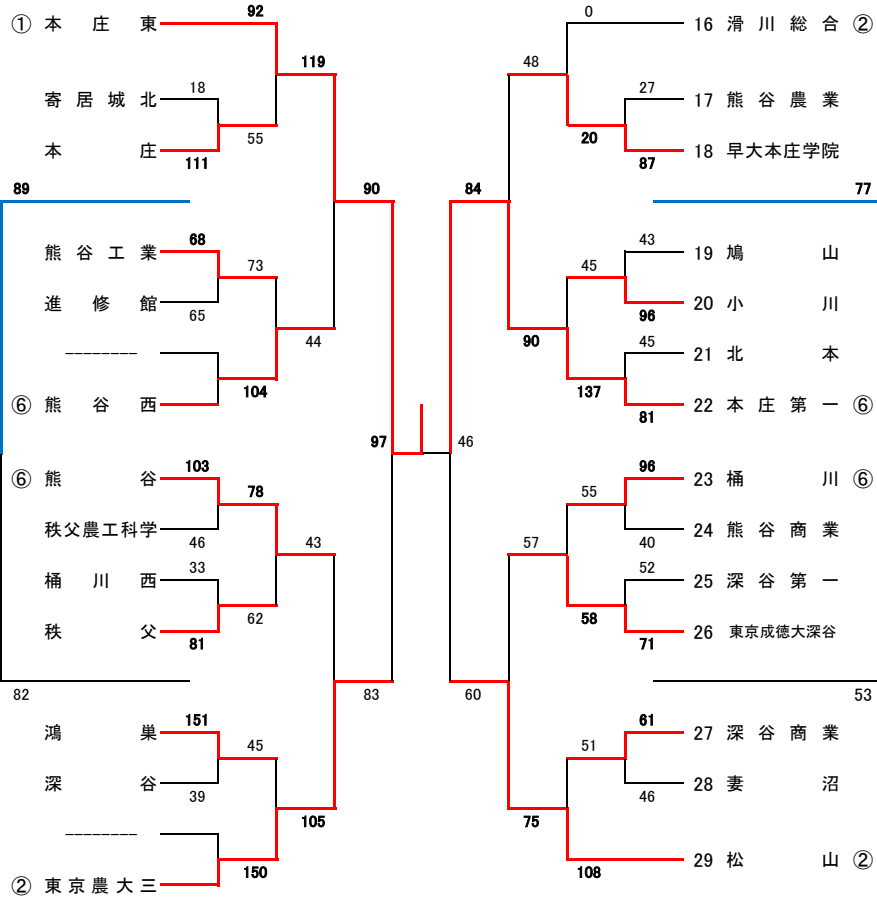 ① 本庄東 92 0 16 滑川総合 ②
119 48
寄居城北 18 27 17 熊谷農業
55 20
本庄 111 87 18 早大本庄学院
89 90 84 77
熊谷工業 68 43 19 鳩山
73 45
進修館 65 96 20 小川
44 90
-------- 45 21 北本
104 137
⑥ 熊谷西 81 22 本庄第一 ⑥
97 46
⑥ 熊谷 103 96 23 桶川 ⑥
78 55
秩父農工科学 46 40 24 熊谷商業
43 57
桶川西 33 52 25 深谷第一
62 58
秩父 81 71 26 東京成徳大深谷
82 83 60 53
鴻巣 151 61 27 深谷商業
45 51
深谷 39 46 28 妻沼
105 75
--------
150 108 29 松山 ②
② 東京農大三